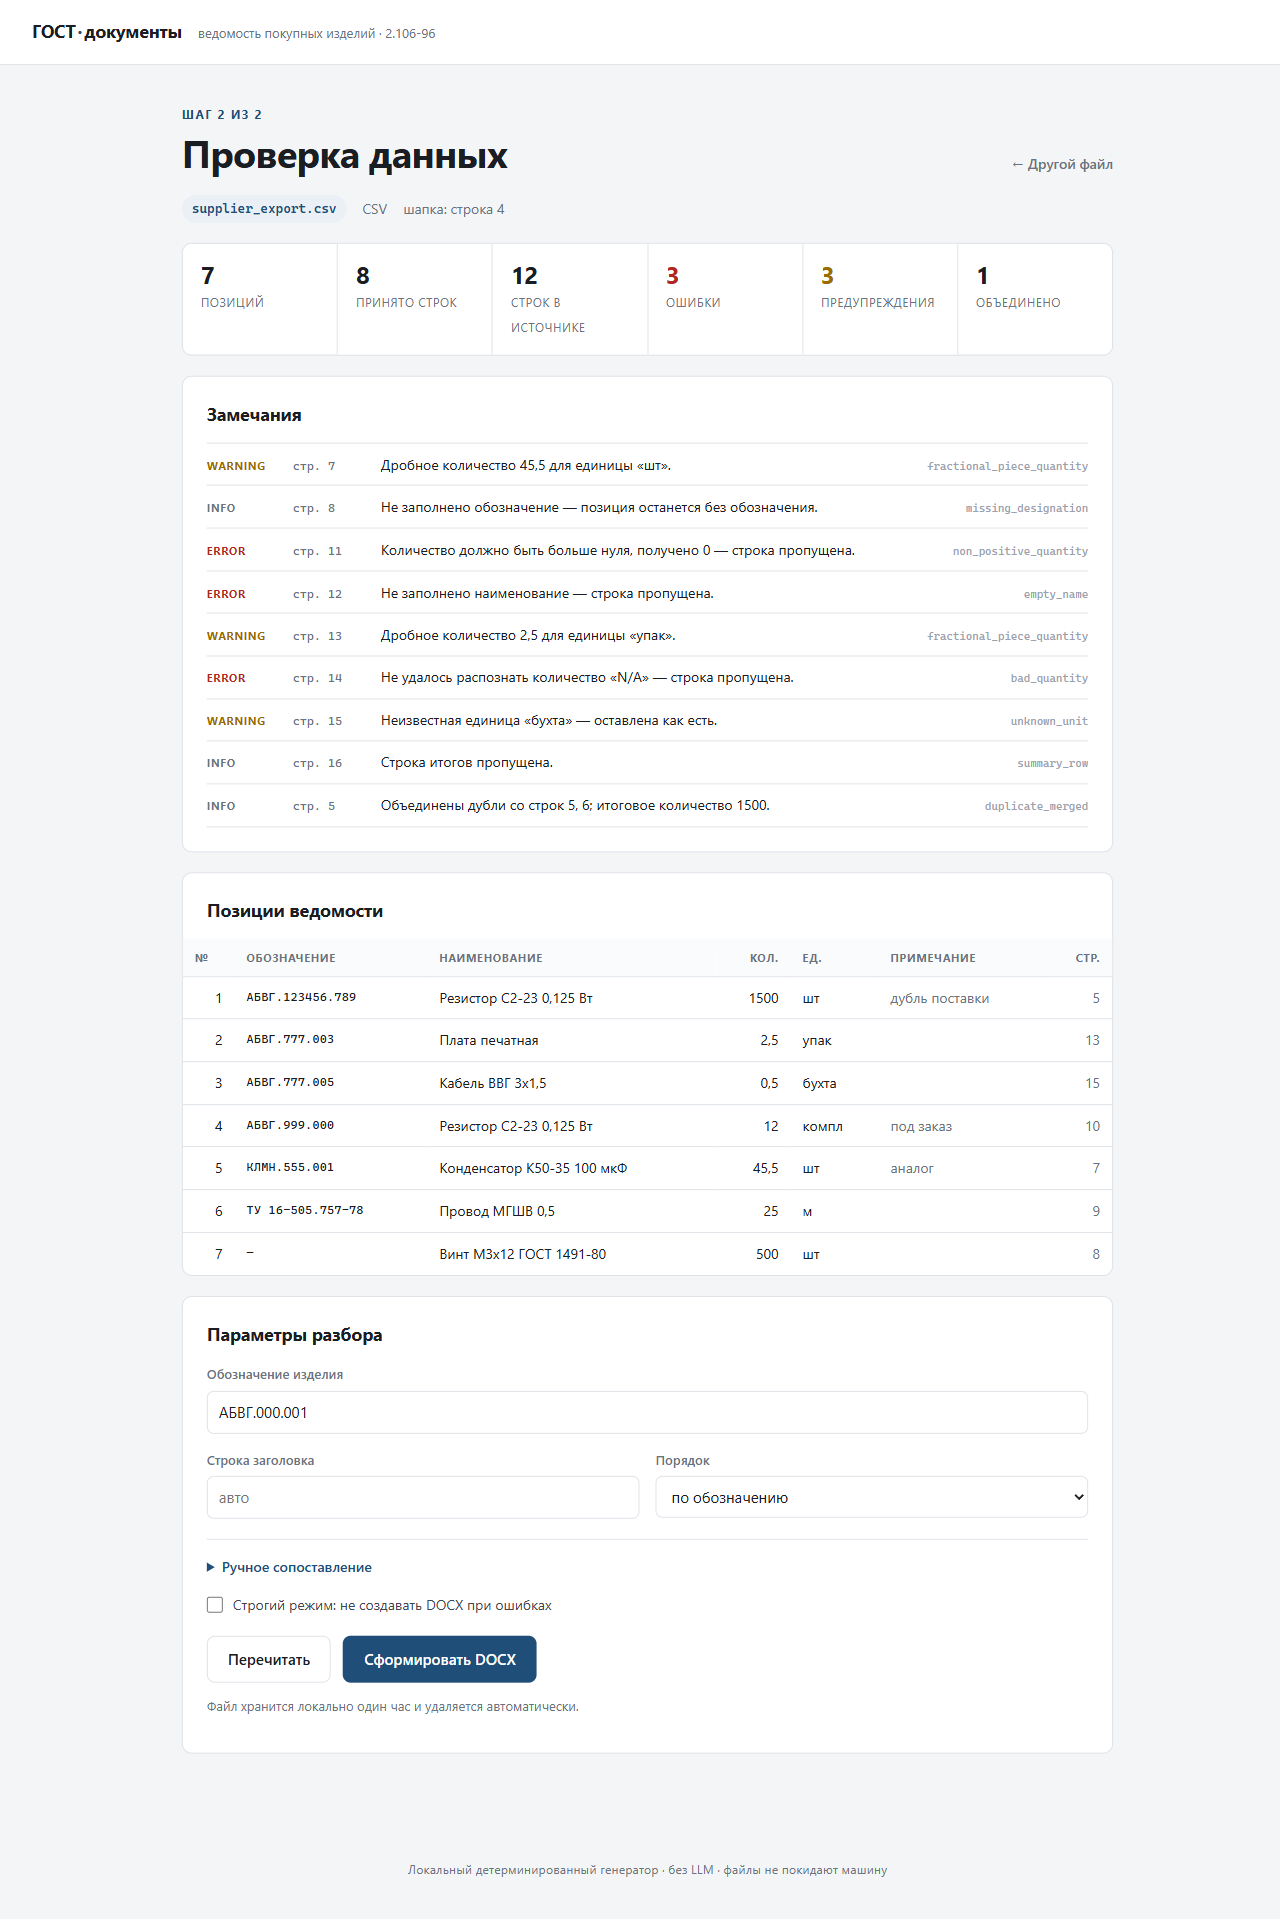 ГОСТ·документы ведомость покупных изделий · 2.106-96
ШАГ 2 ИЗ 2
Проверка данных
← Другой файл
supplier_export.csv CSV шапка: строка 4
7 8 12 3 3 1
ПОЗИЦИЙ ПРИНЯТО СТРОК СТРОК В ИСТОЧНИКЕ ОШИБКИ ПРЕДУПРЕЖДЕНИЯ ОБЪЕДИНЕНО
Замечания
WARNING стр. 7 Дробное количество 45,5 для единицы «шт». fractional_piece_quantity
INFO стр. 8 Не заполнено обозначение — позиция останется без обозначения. missing_designation
ERROR стр. 11 Количество должно быть больше нуля, получено 0 — строка пропущена. non_positive_quantity
ERROR стр. 12 Не заполнено наименование — строка пропущена. empty_name
WARNING стр. 13 Дробное количество 2,5 для единицы «упак». fractional_piece_quantity
ERROR стр. 14 Не удалось распознать количество «N/A» — строка пропущена. bad_quantity
WARNING стр. 15 Неизвестная единица «бухта» — оставлена как есть. unknown_unit
INFO стр. 16 Строка итогов пропущена. summary_row
INFO стр. 5 Объединены дубли со строк 5, 6; итоговое количество 1500. duplicate_merged
Позиции ведомости
№ ОБОЗНАЧЕНИЕ НАИМЕНОВАНИЕ КОЛ. ЕД. ПРИМЕЧАНИЕ СТР.
1 АБВГ.123456.789 Резистор С2-23 0,125 Вт 1500 шт дубль поставки 5
2 АБВГ.777.003 Плата печатная 2,5 упак 13
3 АБВГ.777.005 Кабель ВВГ 3х1,5 0,5 бухта 15
4 АБВГ.999.000 Резистор С2-23 0,125 Вт 12 компл под заказ 10
5 КЛМН.555.001 Конденсатор К50-35 100 мкФ 45,5 шт аналог 7
6 ТУ 16-505.757-78 Провод МГШВ 0,5 25 м 9
7 — Винт М3х12 ГОСТ 1491-80 500 шт 8
Параметры разбора
Обозначение изделия
АБВГ.000.001
Строка заголовка Порядок
авто по обозначению
Ручное сопоставление
Строгий режим: не создавать DOCX при ошибках
Перечитать Сформировать DOCX
Файл хранится локально один час и удаляется автоматически.
Локальный детерминированный генератор · без LLM · файлы не покидают машину